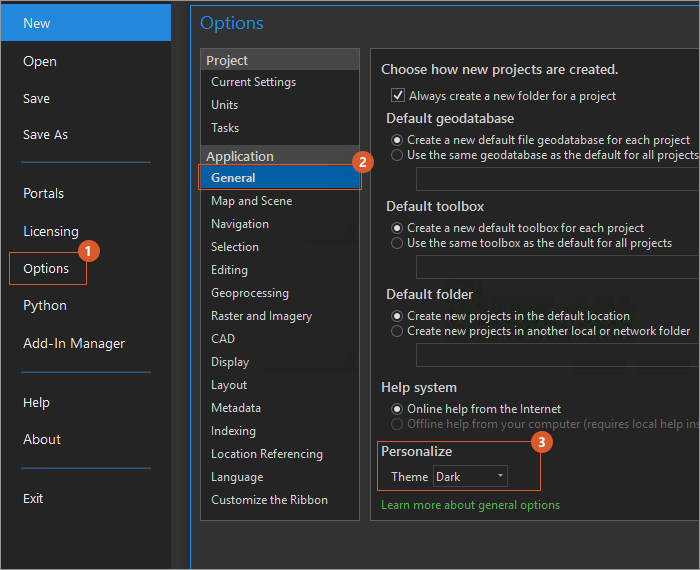 New
Open
Save
Save As
Portals
Licensing
1
Options
Python
Add-In Manager
Help
About
Exit
Options
Project
Current Settings
Units
Tasks
Application
2
General
Map and Scene
Navigation
Selection
Editing
Geoprocessing
Raster and Imagery
CAD
Display
Layout
Metadata
Indexing
Location Referencing
Language
Customize the Ribbon
Choose how new projects are created.
Always create a new folder for a project
Default geodatabase
Create a new default file geodatabase for each project
Use the same geodatabase as the default for all projects
Default toolbox
Create a new default toolbox for each project
Use the same toolbox as the default for all projects
Default folder
Create new projects in the default location
Create new projects in another local or network folder
Help system
Online help from the Internet
Offline help from your computer (requires local help ins
3
Personalize
Theme Dark
Learn more about general options